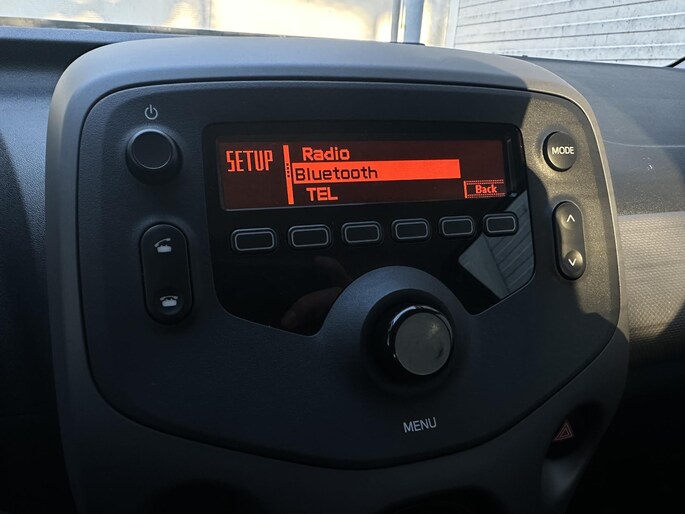 MODE
SETUP
Radio
Bluetooth
TEL
Back
MENU